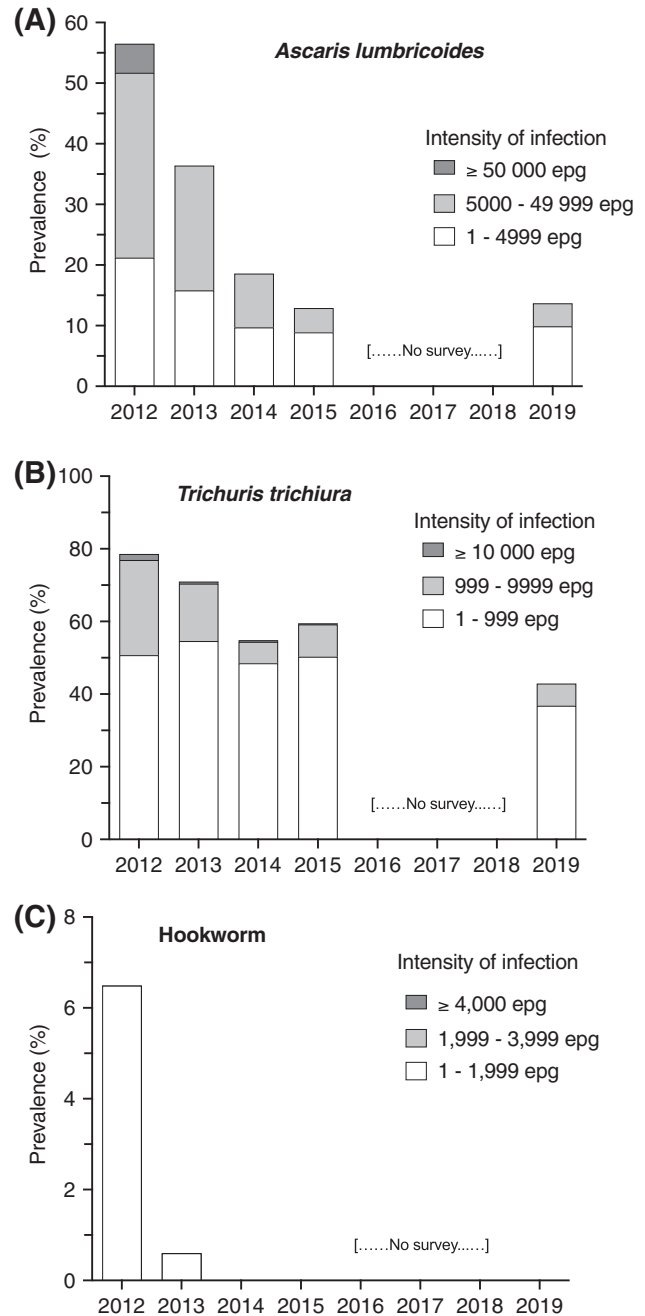 (A)
60
50
40
30
20
10
0
Prevalence (%)
Ascaris lumbricoides
Intensity of infection
≥ 50 000 epg
5000 - 49 999 epg
1 - 4999 epg
[……No survey...…]
2012 2013 2014 2015 2016 2017 2018 2019
(B)
100
80
60
40
20
0
Prevalence (%)
Trichuris trichiura
Intensity of infection
≥ 10 000 epg
999 - 9999 epg
1 - 999 epg
[……No survey...…]
2012 2013 2014 2015 2016 2017 2018 2019
(C)
8
6
4
2
0
Prevalence (%)
Hookworm
Intensity of infection
≥ 4,000 epg
1,999 - 3,999 epg
1 - 1,999 epg
[……No survey...…]
2012 2013 2014 2015 2016 2017 2018 2019